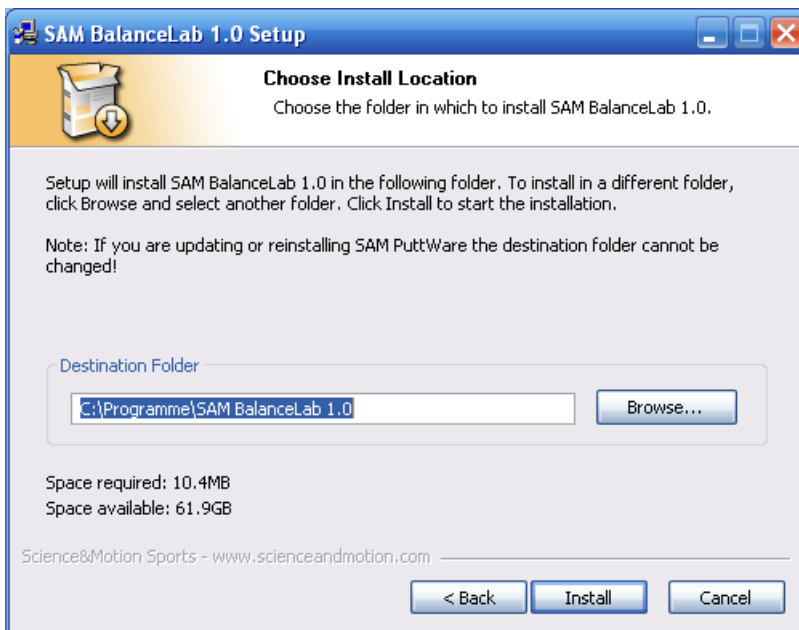 SAM BalanceLab 1.0 Setup
Choose Install Location
Choose the folder in which to install SAM BalanceLab 1.0.
Setup will install SAM BalanceLab 1.0 in the following folder. To install in a different folder,
click Browse and select another folder. Click Install to start the installation.
Note: If you are updating or reinstalling SAM PuttWare the destination folder cannot be
changed!
Destination Folder
C:\Programme\SAM BalanceLab 1.0
Browse...
Space required: 10.4MB
Space available: 61.9GB
Science&Motion Sports - www.scienceandmotion.com
< Back Install Cancel